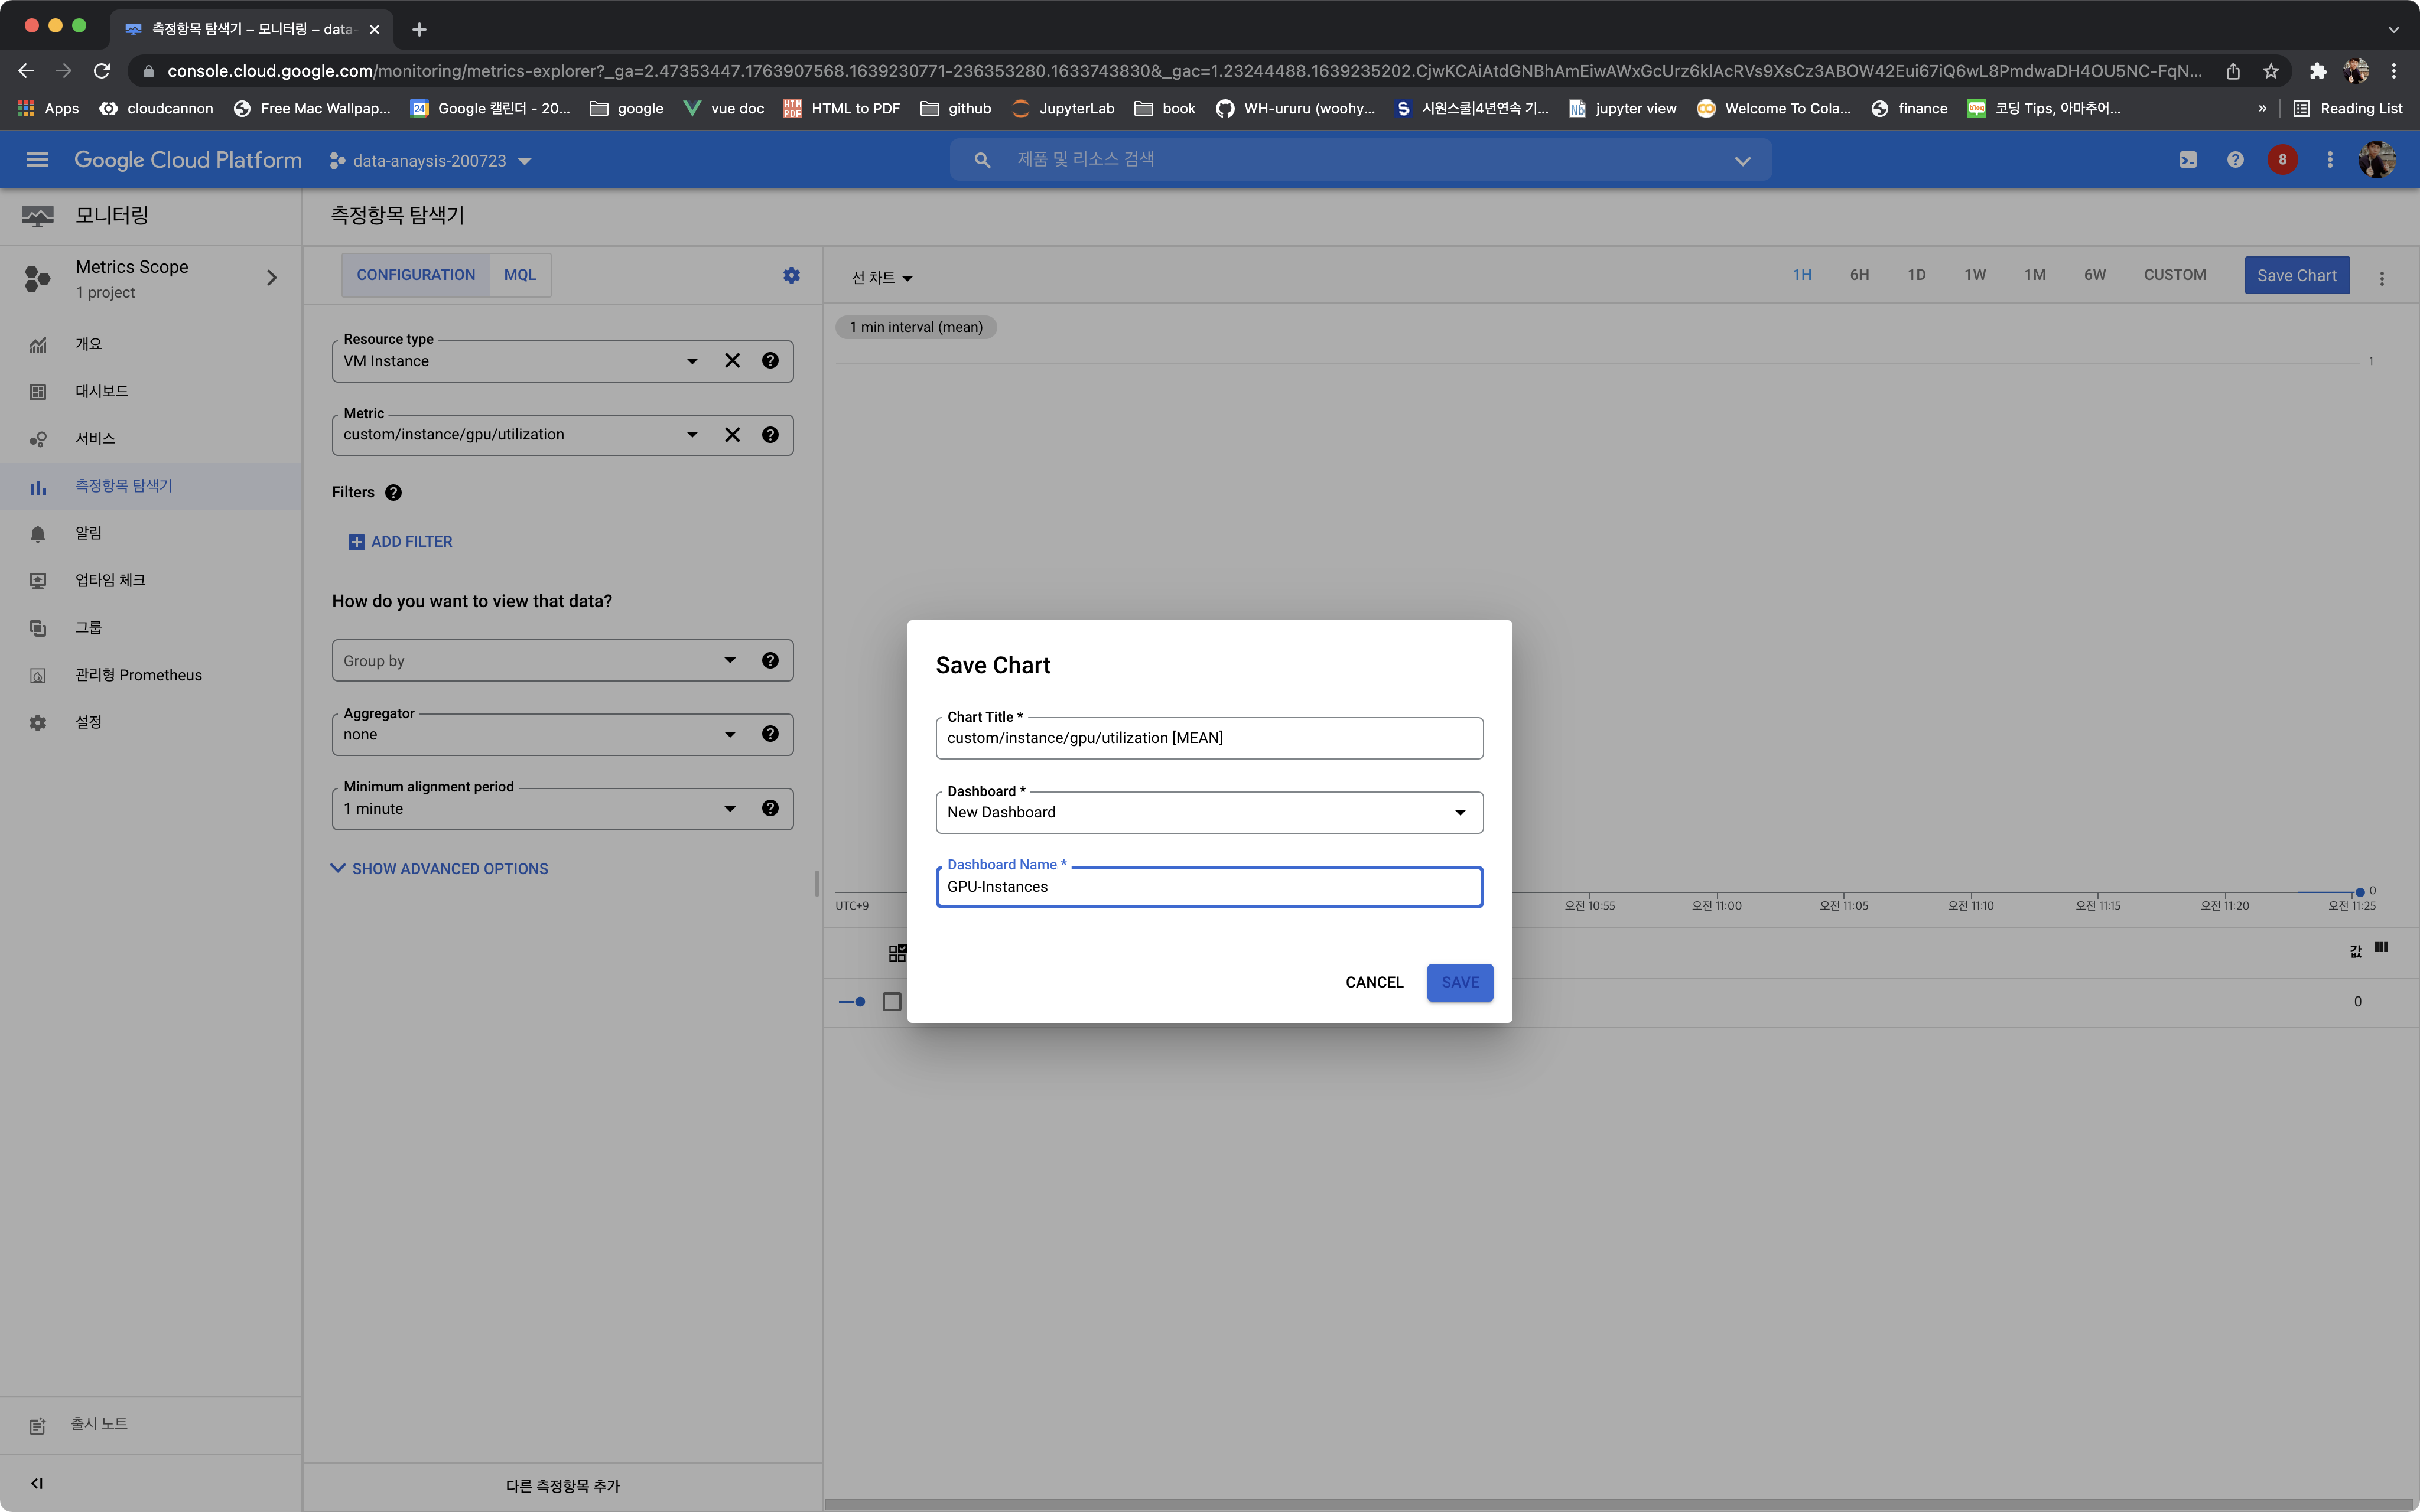 측정항목 탐색기 – 모니터링 – data-
console.cloud.google.com/monitoring/metrics-explorer?_ga=2.47353447.1763907568.1639230771-236353280.1633743830&_gac=1.23244488.1639235202.CjwKCAiAtdGNBhAmEiwAWxGcUrz6klAcRVs9XsCz3ABOW42Eui67iQ6wL8PmdwaDH4OU5NC-FqN...
Apps cloudcannon Free Mac Wallpap... 24 Google 캘린더 - 20... google vue doc HTML to PDF github JupyterLab book WH-ururu (woohy... 시원스쿨|4년연속 기... jupyter view Welcome To Cola... finance 코딩 Tips, 아마추어... » Reading List
Google Cloud Platform data-anaysis-200723 제품 및 리소스 검색 8
모니터링 측정항목 탐색기
Metrics Scope
1 project
개요
대시보드
서비스
측정항목 탐색기
알림
업타임 체크
그룹
관리형 Prometheus
설정
출시 노트
CONFIGURATION MQL
Resource type
VM Instance
Metric
custom/instance/gpu/utilization
Filters
ADD FILTER
How do you want to view that data?
Group by
Aggregator
none
Minimum alignment period
1 minute
SHOW ADVANCED OPTIONS
다른 측정항목 추가
선 차트 1H 6H 1D 1W 1M 6W CUSTOM Save Chart
1 min interval (mean)
1
0
UTC+9 오전 10:55 오전 11:00 오전 11:05 오전 11:10 오전 11:15 오전 11:20 오전 11:25
값
0
Save Chart
Chart Title *
custom/instance/gpu/utilization [MEAN]
Dashboard *
New Dashboard
Dashboard Name *
GPU-Instances
CANCEL SAVE